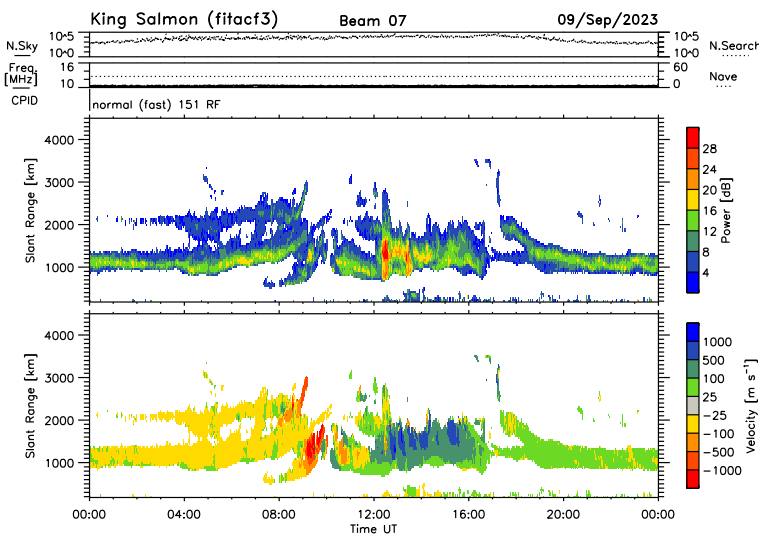 King Salmon (fitacf3) Beam 07 09/Sep/2023
N.Sky 10^5 10^0 10^5 10^0 N.Search
Freq. [MHz] 16 10 60 0 Nave
CPID normal (fast) 151 RF
Slant Range [km] 4000 3000 2000 1000
28 24 20 16 12 8 4 Power [dB]
Slant Range [km] 4000 3000 2000 1000
1000 500 100 25 −25 −100 −500 −1000 Velocity [m s⁻¹]
00:00 04:00 08:00 12:00 16:00 20:00 00:00
Time UT